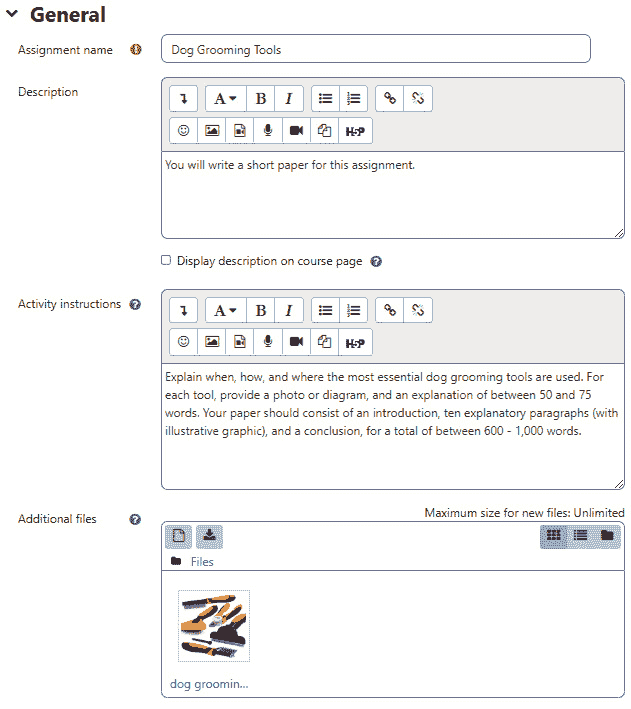 General
Assignment name
Dog Grooming Tools
Description
A B I
H5P
You will write a short paper for this assignment.
Display description on course page
Activity instructions
A B I
H5P
Explain when, how, and where the most essential dog grooming tools are used. For
each tool, provide a photo or diagram, and an explanation of between 50 and 75
words. Your paper should consist of an introduction, ten explanatory paragraphs (with
illustrative graphic), and a conclusion, for a total of between 600 - 1,000 words.
Additional files
Maximum size for new files: Unlimited
Files
dog groomin...